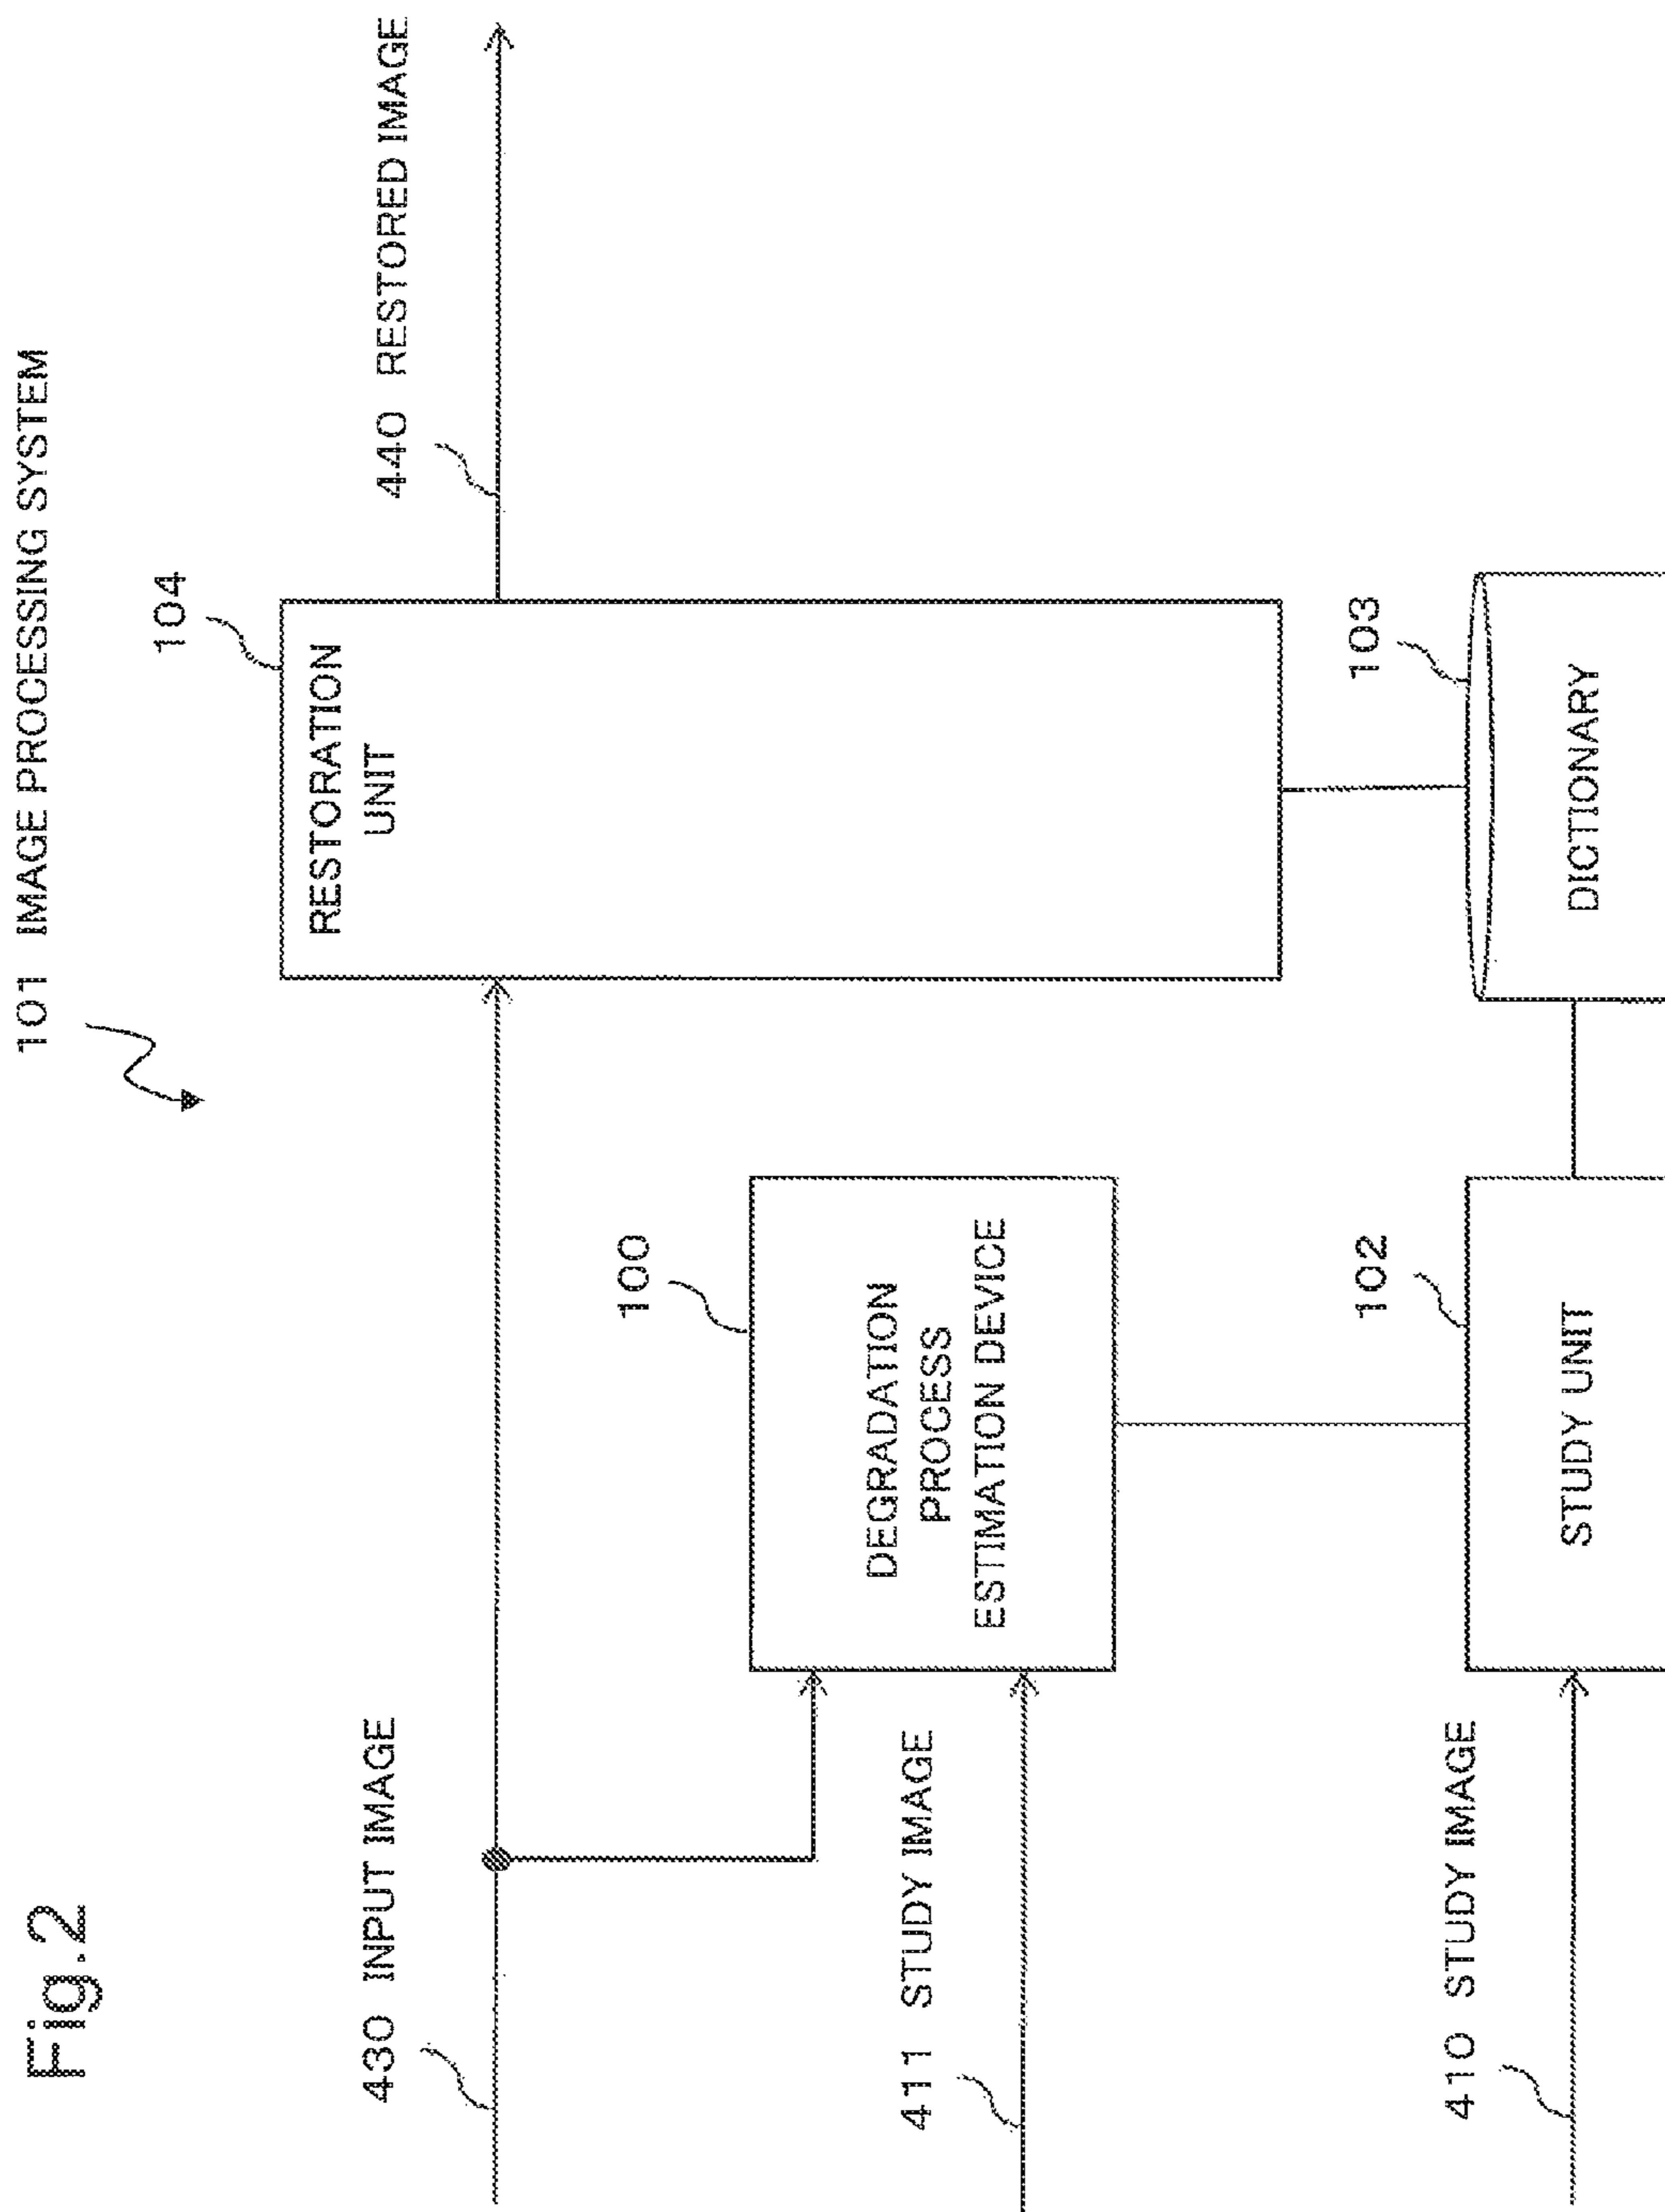 Fig.2
101 IMAGE PROCESSING SYSTEM
104
430 INPUT IMAGE
440 RESTORED IMAGE
RESTORATION
UNIT
100
DEGRADATION
PROCESS
ESTIMATION DEVICE
411 STUDY IMAGE
102
103
410 STUDY IMAGE
STUDY UNIT
DICTIONARY